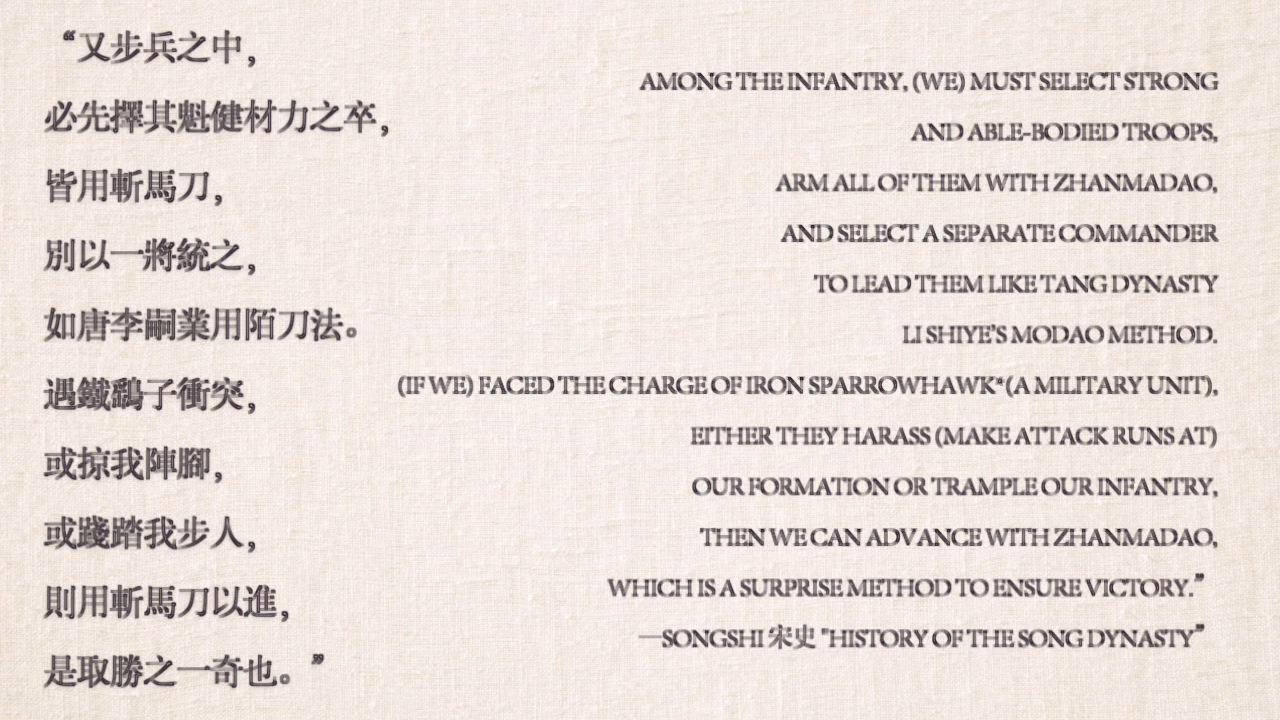 “又步兵之中，
必先擇其魁健材力之卒，
皆用斬馬刀，
別以一將統之，
如唐李嗣業用陌刀法。
遇鐵鷂子衝突，
或掠我陣腳，
或踐踏我步人，
則用斬馬刀以進，
是取勝之一奇也。”
AMONG THE INFANTRY, (WE) MUST SELECT STRONG
AND ABLE-BODIED TROOPS,
ARM ALL OF THEM WITH ZHANMADAO,
AND SELECT A SEPARATE COMMANDER
TO LEAD THEM LIKE TANG DYNASTY
LI SHIYE’S MODAO METHOD.
(IF WE) FACED THE CHARGE OF IRON SPARROWHAWK*(A MILITARY UNIT),
EITHER THEY HARASS (MAKE ATTACK RUNS AT)
OUR FORMATION OR TRAMPLE OUR INFANTRY,
THEN WE CAN ADVANCE WITH ZHANMADAO,
WHICH IS A SURPRISE METHOD TO ENSURE VICTORY.”
—SONGSHI 宋史 "HISTORY OF THE SONG DYNASTY”